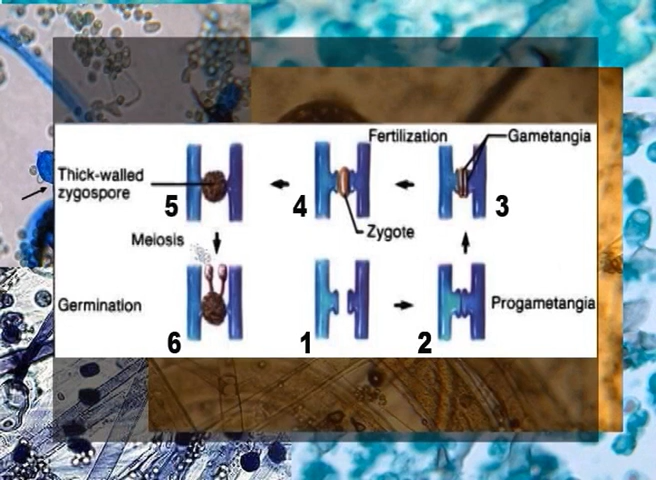 Fertilization
Gametangia
Thick-walled
zygospore
5
4
3
Zygote
Meiosis
Germination
Progametangia
6
1
2